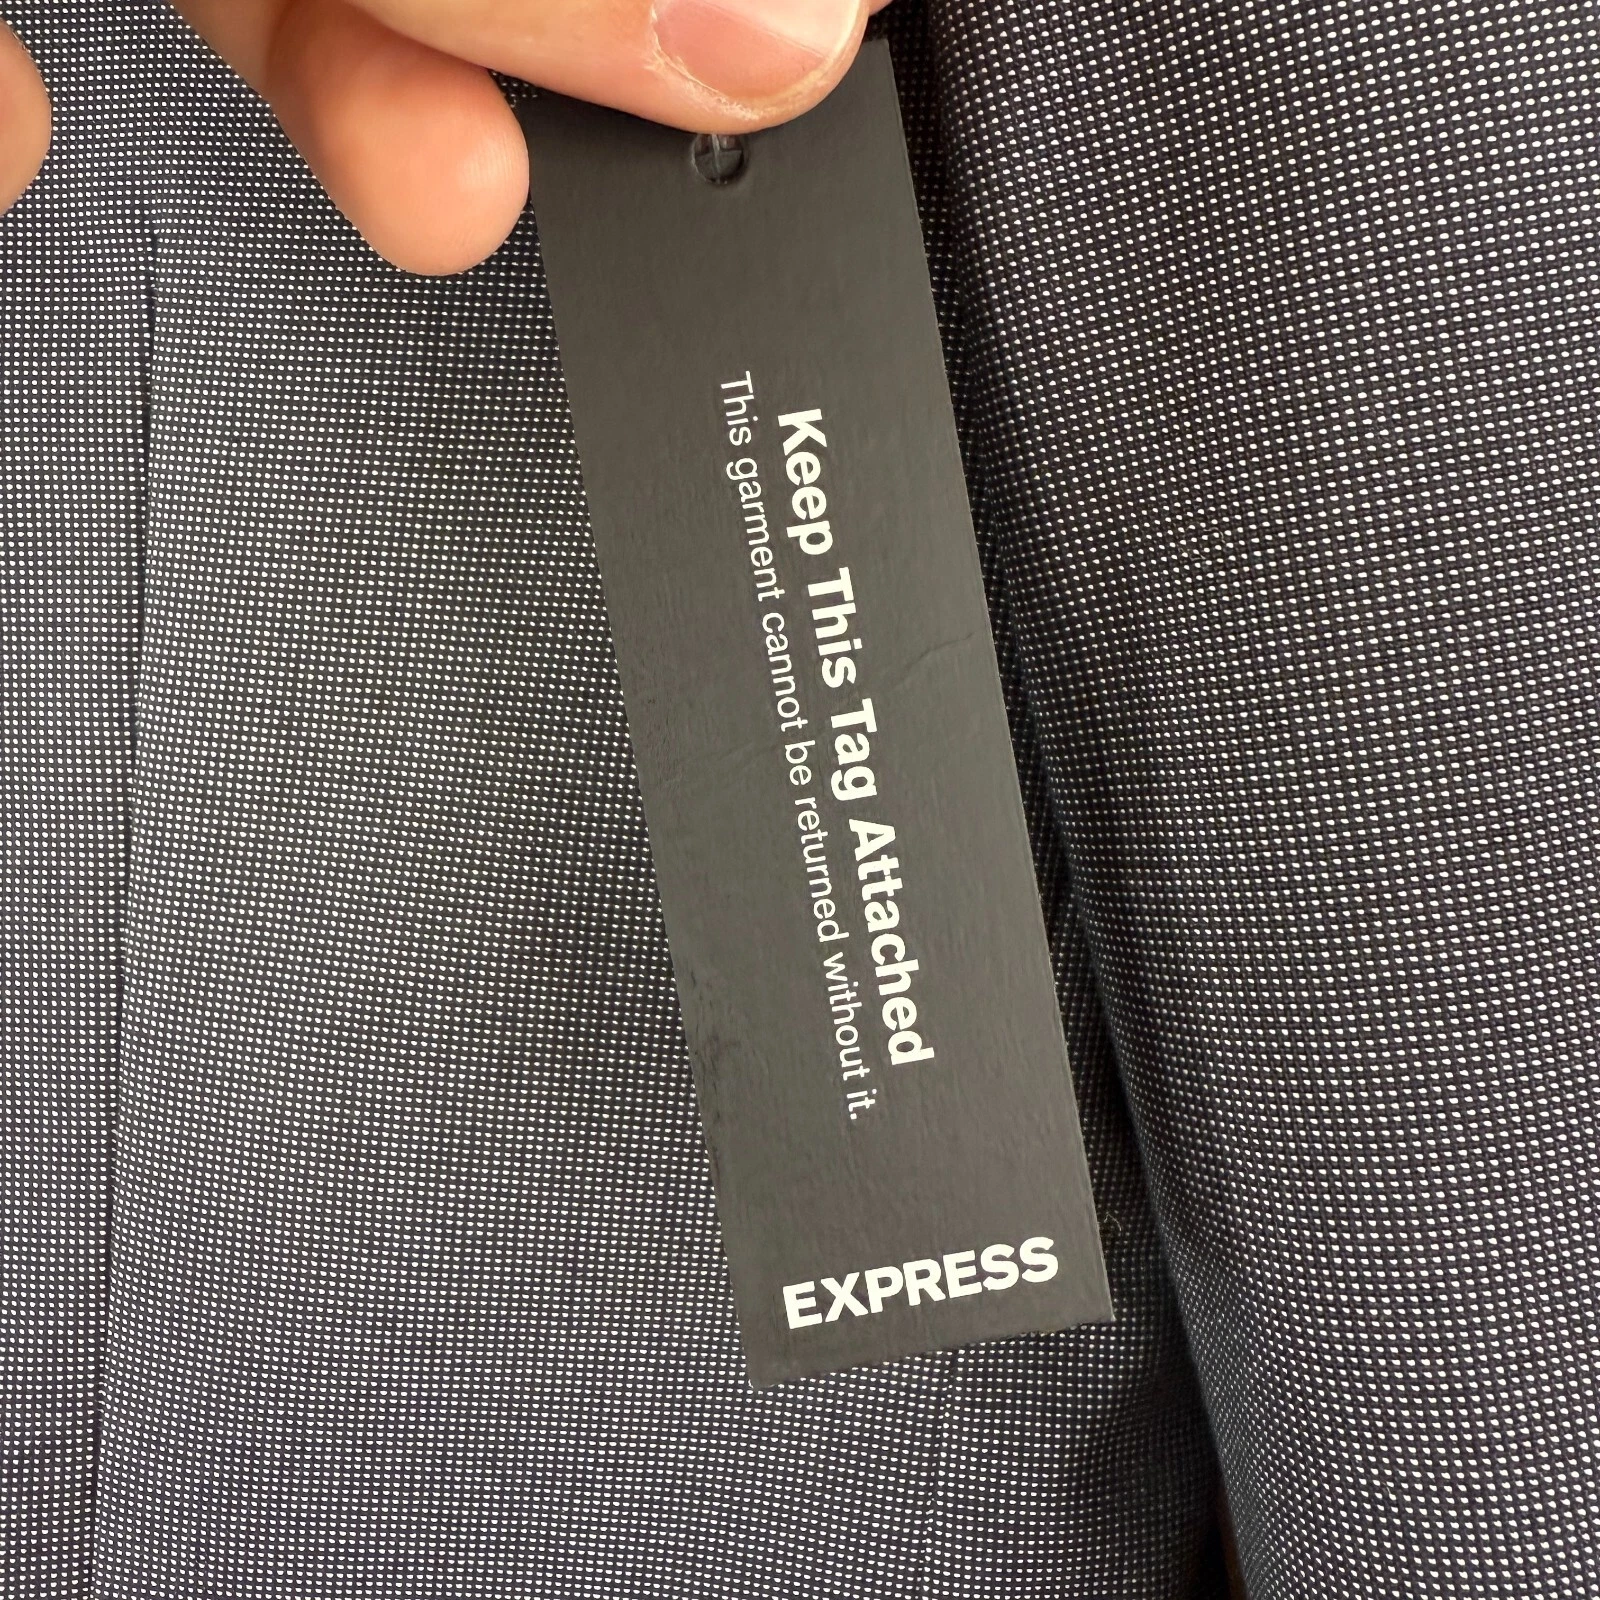 Keep This Tag Attached
This garment cannot be returned without it.
EXPRESS